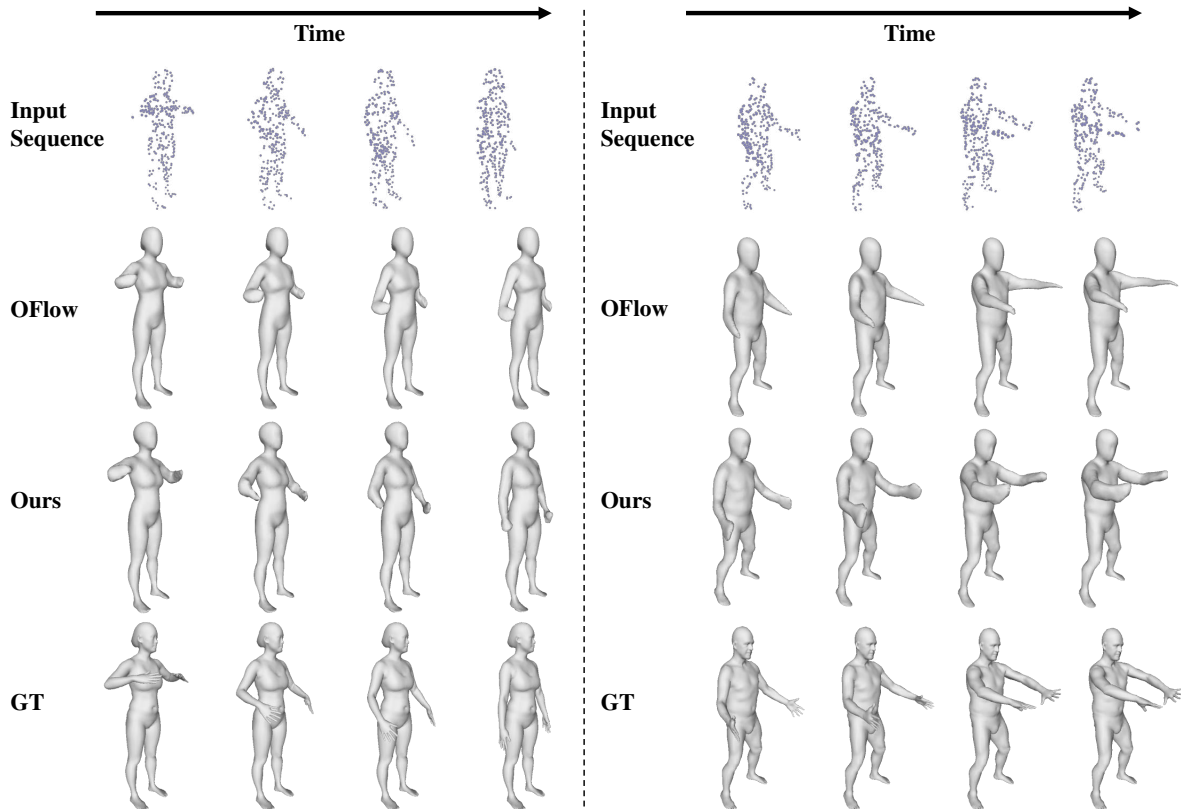 Time
Time
Input
Sequence
Input
Sequence
OFlow
OFlow
Ours
Ours
GT
GT